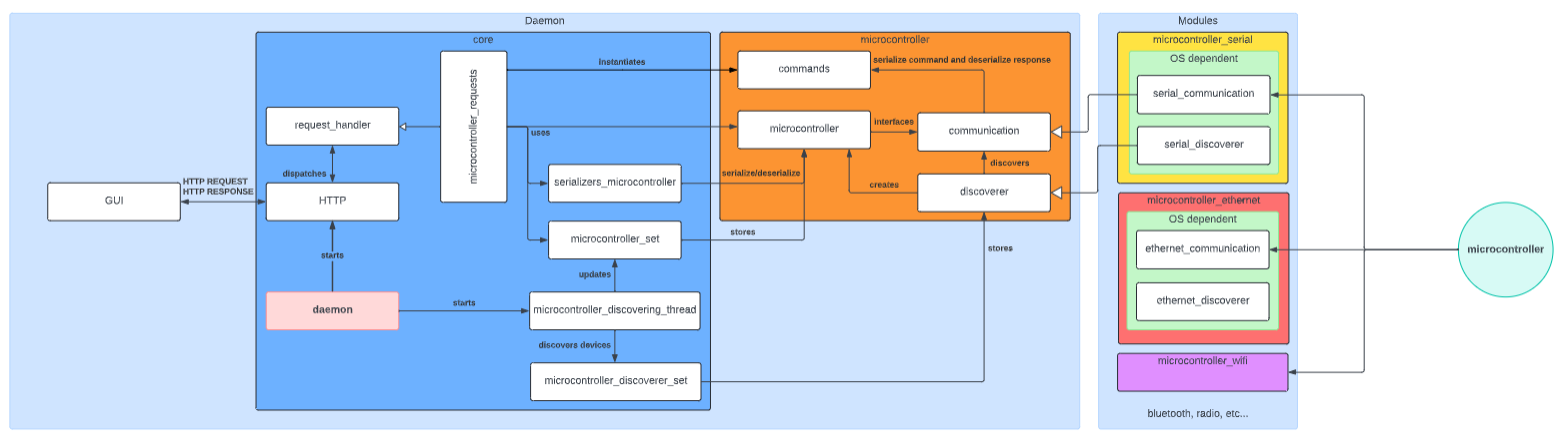 Daemon
Modules
core
microcontroller
microcontroller_serial
OS dependent
microcontroller_requests
instantiates
commands
serialize command and deserialize response
serial_communication
request_handler
uses
microcontroller
interfaces
communication
serial_discoverer
dispatches
serializers_microcontroller
serialize/deserialize
creates
discovers
discoverer
GUI
HTTP REQUEST
HTTP RESPONSE
HTTP
microcontroller_ethernet
OS dependent
microcontroller_set
stores
stores
ethernet_communication
microcontroller
starts
updates
daemon
starts
microcontroller_discovering_thread
ethernet_discoverer
discovers devices
microcontroller_discoverer_set
microcontroller_wifi
bluetooth, radio, etc...